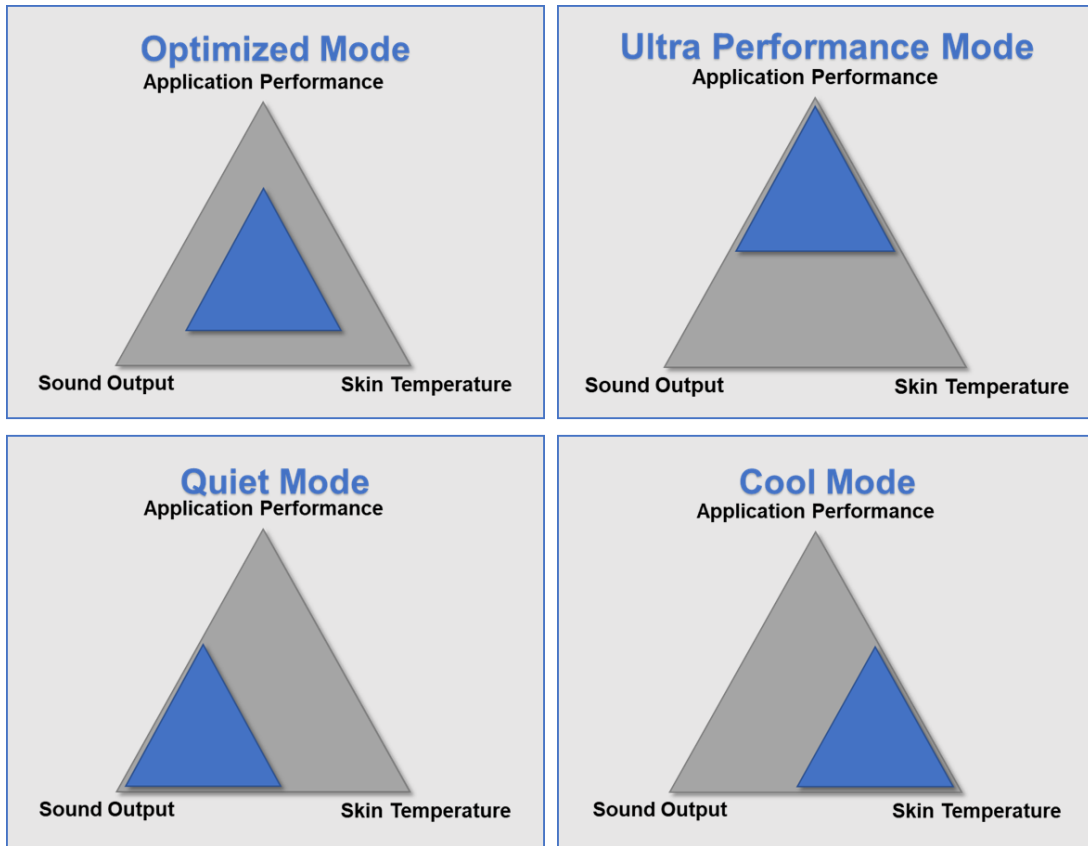 Optimized Mode
Application Performance
Sound Output
Skin Temperature
Ultra Performance Mode
Application Performance
Sound Output
Skin Temperature
Quiet Mode
Application Performance
Sound Output
Skin Temperature
Cool Mode
Application Performance
Sound Output
Skin Temperature